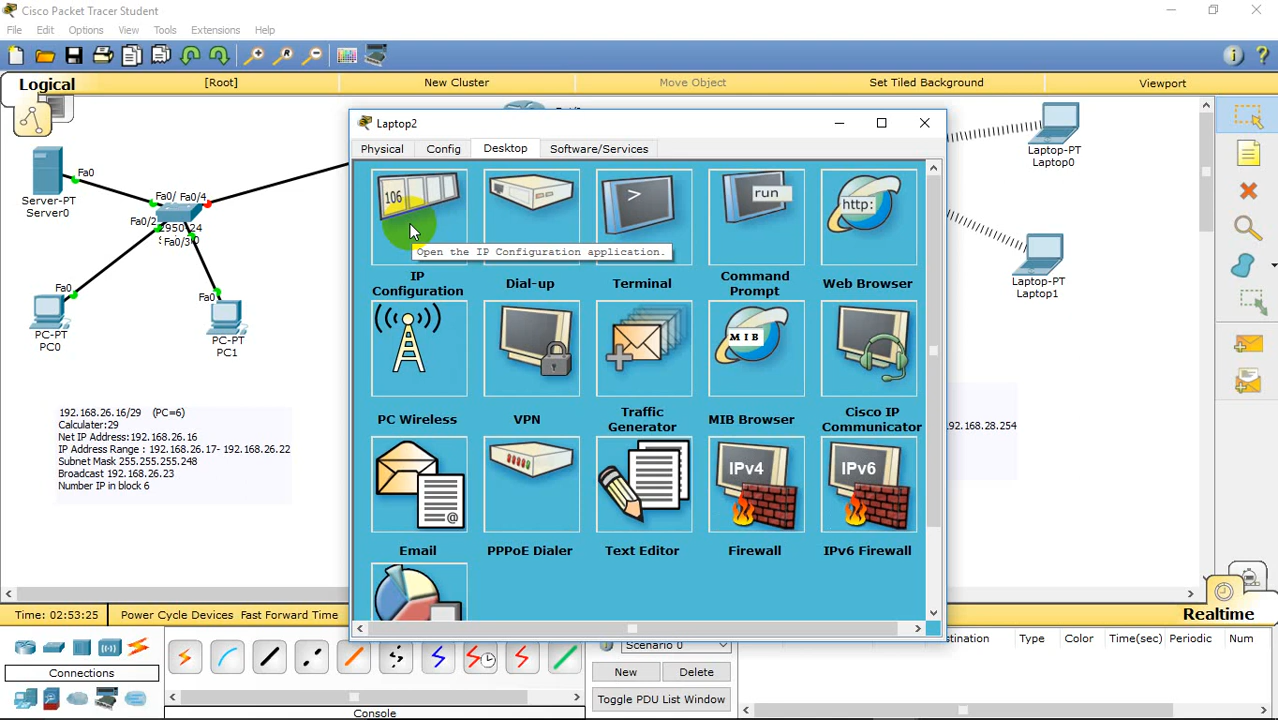 Cisco Packet Tracer Student
File Edit Options View Tools Extensions Help
Logical [Root] New Cluster Move Object Set Tiled Background Viewport
Laptop2
Physical Config Desktop Software/Services
106
>
run
http:
Open the IP Configuration application.
IP Configuration
Dial-up
Terminal
Command Prompt
Web Browser
MIB
PC Wireless
VPN
Traffic Generator
MIB Browser
Cisco IP Communicator
IPv4
IPv6
@
Email
PPPoE Dialer
Text Editor
Firewall
IPv6 Firewall
Fa0
Server-PT
Server0
Fa0/ Fa0/4
Fa0/2
2950-24
Fa0/3
Fa0
PC-PT
PC0
Fa0
PC-PT
PC1
Laptop-PT
Laptop0
Laptop-PT
Laptop1
192.168.26.16/29 (PC=6)
Calculater:29
Net IP Address:192.168.26.16
IP Address Range : 192.168.26.17- 192.168.26.22
Subnet Mask 255.255.255.248
Broadcast 192.168.26.23
Number IP in block 6
92.168.28.254
Time: 02:53:25 Power Cycle Devices Fast Forward Time
Realtime
Connections
Scenario 0
New Delete
Toggle PDU List Window
Type Color Time(sec) Periodic Num
Console